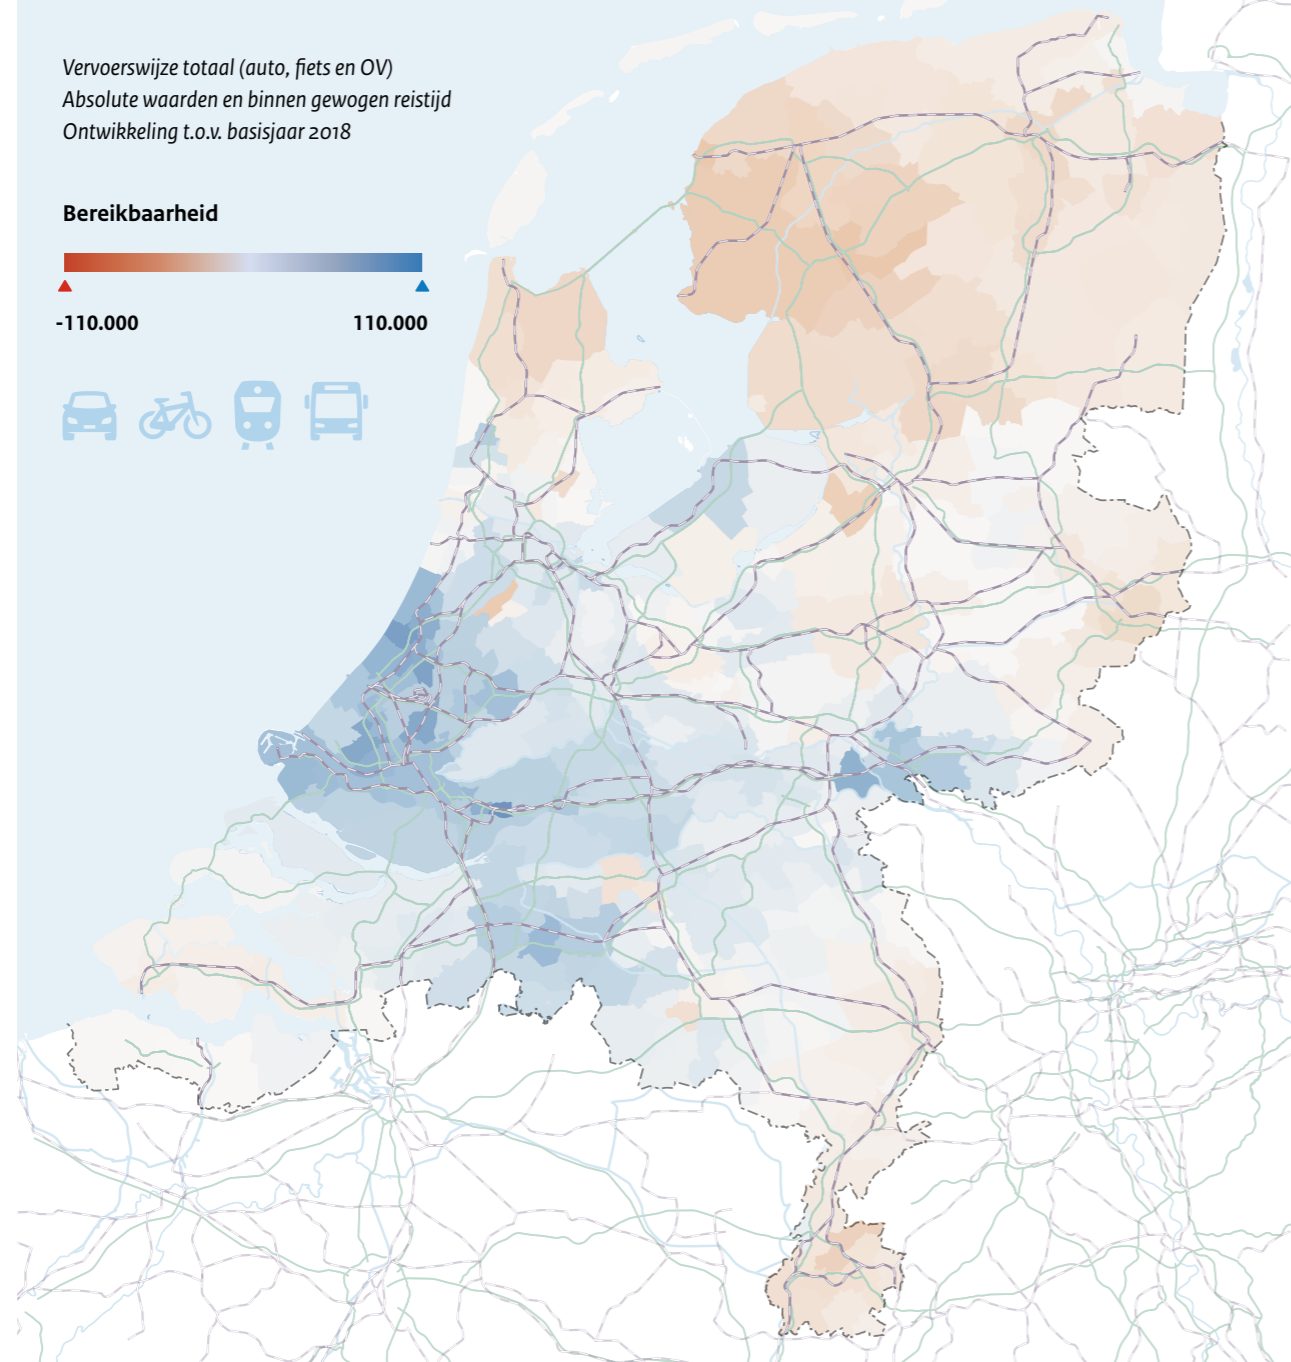 Vervoerswijze totaal (auto, fiets en OV)
Absolute waarden en binnen gewogen reistijd
Ontwikkeling t.o.v. basisjaar 2018
Bereikbaarheid
-110.000 110.000